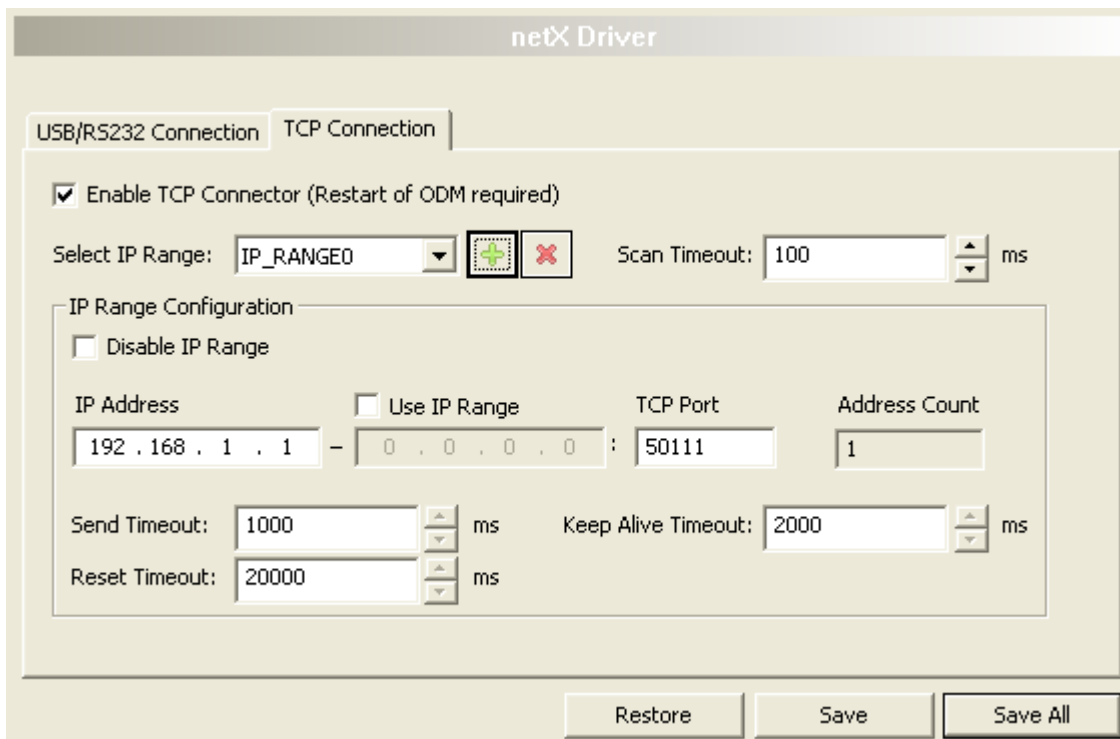 netX Driver
USB/RS232 Connection TCP Connection
Enable TCP Connector (Restart of ODM required)
Select IP Range: IP_RANGE0 Scan Timeout: 100 ms
IP Range Configuration
Disable IP Range
IP Address Use IP Range TCP Port Address Count
192 . 168 . 1 . 1 – 0 . 0 . 0 . 0 : 50111 1
Send Timeout: 1000 ms Keep Alive Timeout: 2000 ms
Reset Timeout: 20000 ms
Restore Save Save All